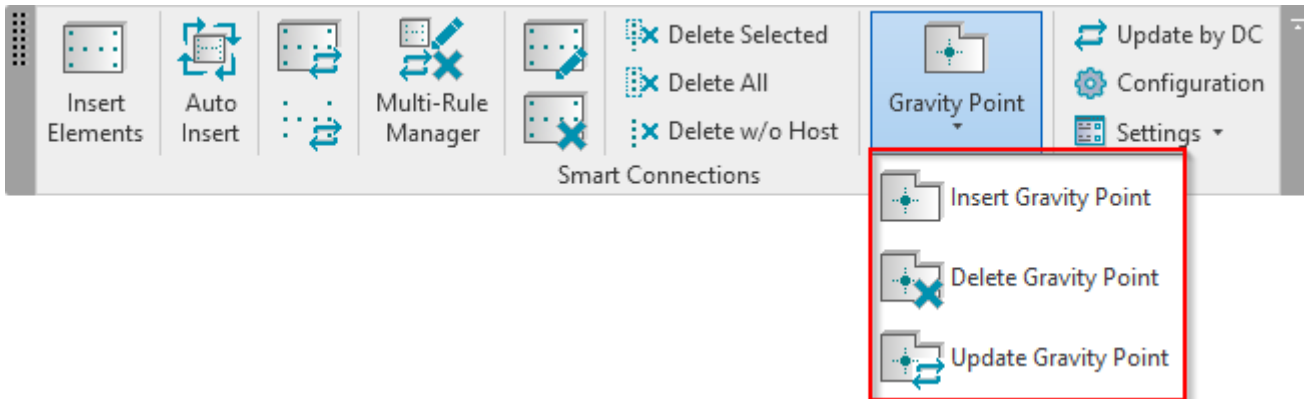 Insert
Elements
Auto
Insert
Multi-Rule
Manager
Delete Selected
Delete All
Delete w/o Host
Gravity Point
Update by DC
Configuration
Settings
Smart Connections
Insert Gravity Point
Delete Gravity Point
Update Gravity Point